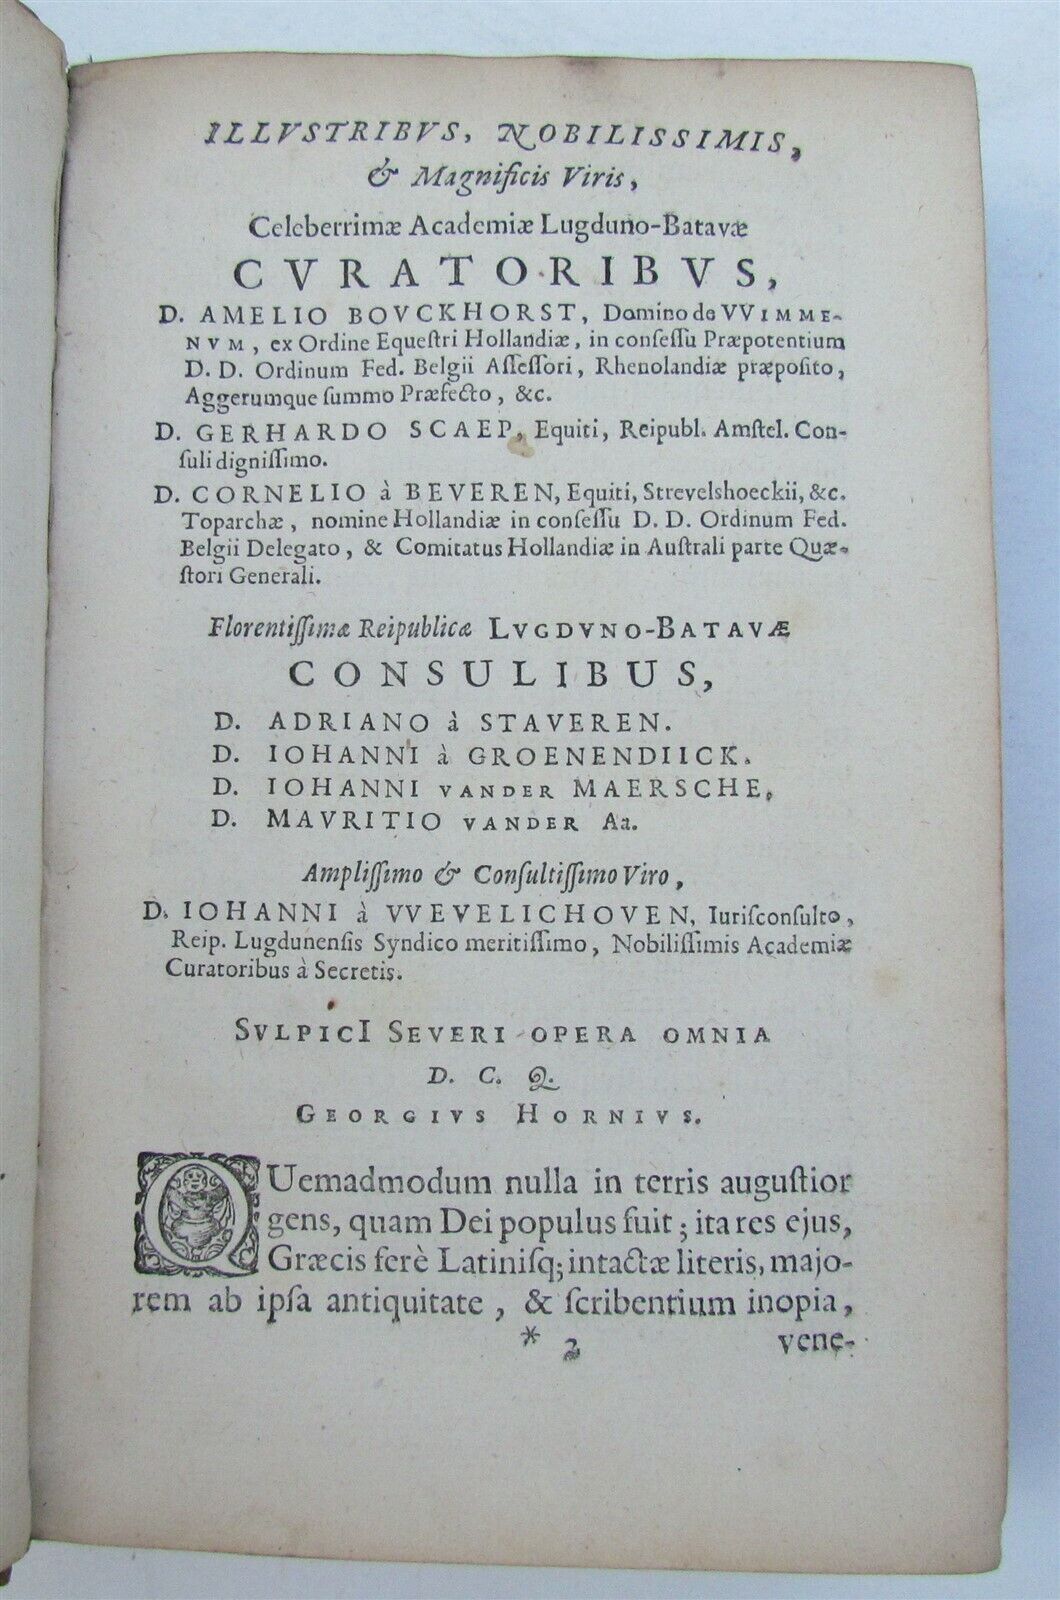 ILLVSTRIBVS, NOBILISSIMIS,
& Magnificis Viris,
Celeberrimæ Academiæ Lugduno-Batavæ
CVRATORIBVS,
D. AMELIO BOVCKHORST, Domino de VVIMME-
NVM, ex Ordine Equeſtri Hollandiæ, in conſeſſu Præpotentium
D. D. Ordinum Fed. Belgii Aſſeſſori, Rhenolandiæ præpoſito,
Aggerumque ſummo Præfecto, &c.
D. GERHARDO SCAEP, Equiti, Reipubl. Amſtel. Con-
ſuli digniſſimo.
D. CORNELIO à BEVEREN, Equiti, Strevelshoeckii, &c.
Toparchæ, nomine Hollandiæ in conſeſſu D. D. Ordinum Fed.
Belgii Delegato, & Comitatus Hollandiæ in Auſtrali parte Quæ-
ſtori Generali.
Florentiſſimæ Reipublicæ LVGDVNO-BATAVÆ
CONSULIBUS,
D. ADRIANO à STAVEREN.
D. IOHANNI à GROENENDIICK.
D. IOHANNI VANDER MAERSCHE,
D. MAVRITIO VANDER Aa.
Ampliſſimo & Conſultiſſimo Viro,
D. IOHANNI à VVEVELICHOVEN, Iuriſconſulto,
Reip. Lugdunenſis Syndico meritiſſimo, Nobiliſſimis Academiæ
Curatoribus à Secretis.
SVLPICI SEVERI OPERA OMNIA
D. C. Q.
GEORGIVS HORNIVS.
QUemadmodum nulla in terris auguſtior
gens, quam Dei populus fuit; ita res ejus,
Græcis ferè Latiniſq; intactæ literis, majo-
rem ab ipſa antiquitate, & ſcribentium inopia,
* 2 vene-